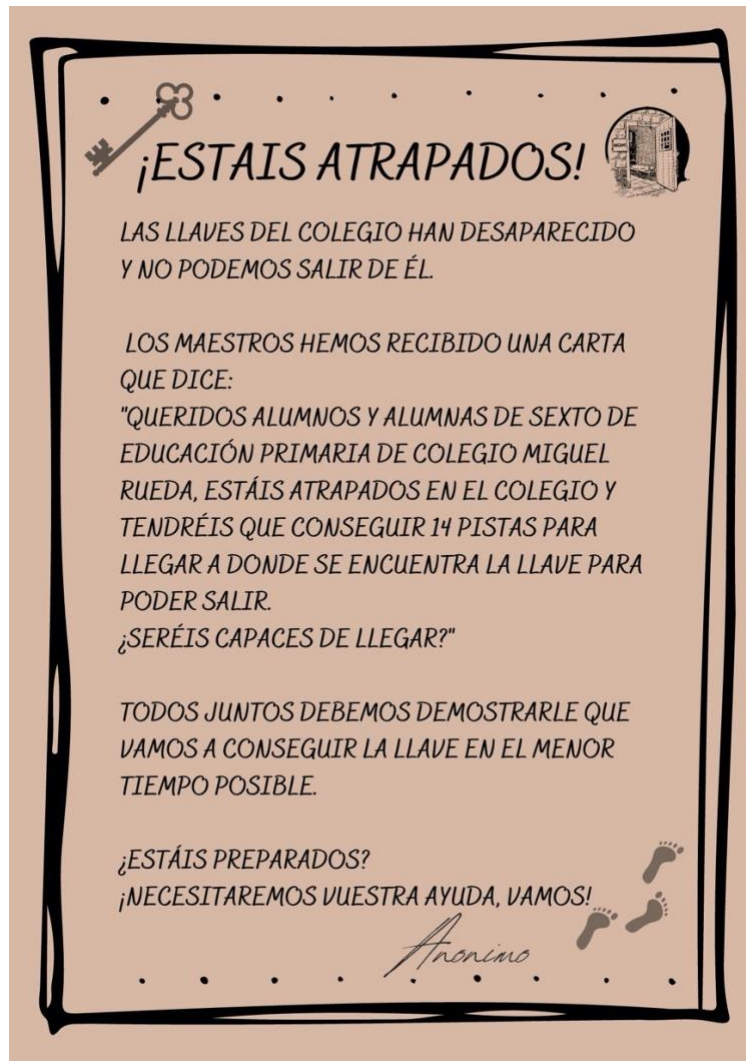 ¡ESTAIS ATRAPADOS!
LAS LLAVES DEL COLEGIO HAN DESAPARECIDO
Y NO PODEMOS SALIR DE ÉL.
LOS MAESTROS HEMOS RECIBIDO UNA CARTA
QUE DICE:
"QUERIDOS ALUMNOS Y ALUMNAS DE SEXTO DE
EDUCACIÓN PRIMARIA DE COLEGIO MIGUEL
RUEDA, ESTÁIS ATRAPADOS EN EL COLEGIO Y
TENDRÉIS QUE CONSEGUIR 14 PISTAS PARA
LLEGAR A DONDE SE ENCUENTRA LA LLAVE PARA
PODER SALIR.
¿SERÉIS CAPACES DE LLEGAR?"
TODOS JUNTOS DEBEMOS DEMOSTRARLE QUE
VAMOS A CONSEGUIR LA LLAVE EN EL MENOR
TIEMPO POSIBLE.
¿ESTÁIS PREPARADOS?
¡NECESITAREMOS VUESTRA AYUDA, VAMOS!
Anonimo